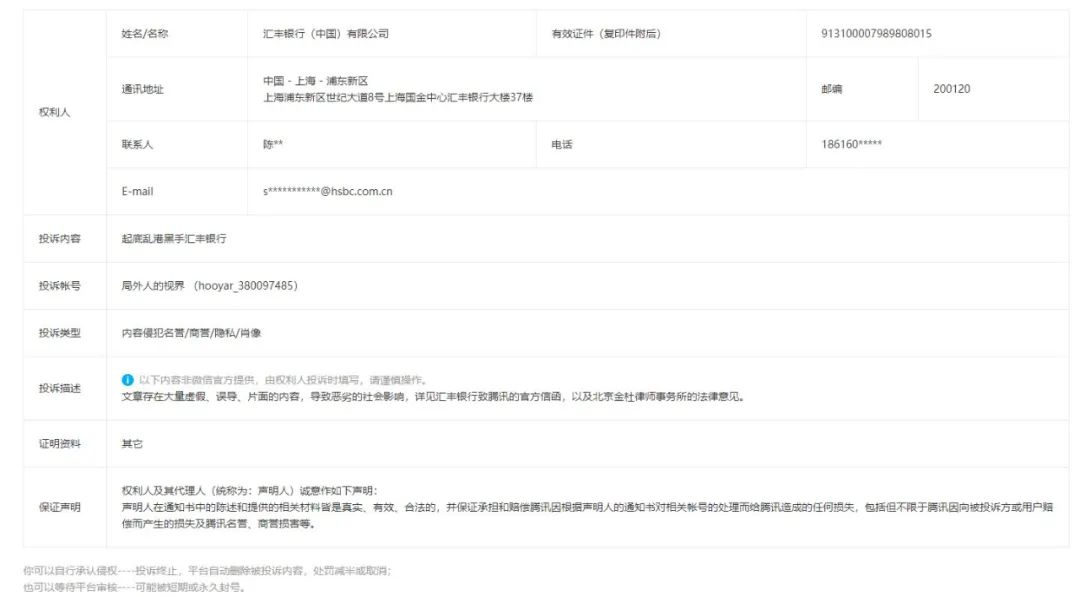 权利人
姓名/名称
汇丰银行（中国）有限公司
有效证件（复印件附后）
913100007989808015
通讯地址
中国 - 上海 - 浦东新区
上海浦东新区世纪大道8号上海国金中心汇丰银行大楼37楼
邮编
200120
联系人
陈**
电话
186160*****
E-mail
s***********@hsbc.com.cn
投诉内容
起底乱港黑手汇丰银行
投诉帐号
局外人的视界 （hooyar_380097485）
投诉类型
内容侵犯名誉/商誉/隐私/肖像
投诉描述
以下内容非微信官方提供，由权利人投诉时填写，请谨慎操作。
文章存在大量虚假、误导、片面的内容，导致恶劣的社会影响，详见汇丰银行致腾讯的官方信函，以及北京金杜律师事务所的法律意见。
证明资料
其它
保证声明
权利人及其代理人（统称为：声明人）诚意作如下声明：
声明人在通知书中的陈述和提供的相关材料皆是真实、有效、合法的，并保证承担和赔偿腾讯因根据声明人的通知书对相关帐号的处理而给腾讯造成的任何损失，包括但不限于腾讯因向被投诉方或用户赔
偿而产生的损失及腾讯名誉、商誉损害等。
你可以自行承认侵权----投诉终止，平台自动删除被投诉内容，处罚减半或取消；
也可以等待平台审核----可能被短期或永久封号。